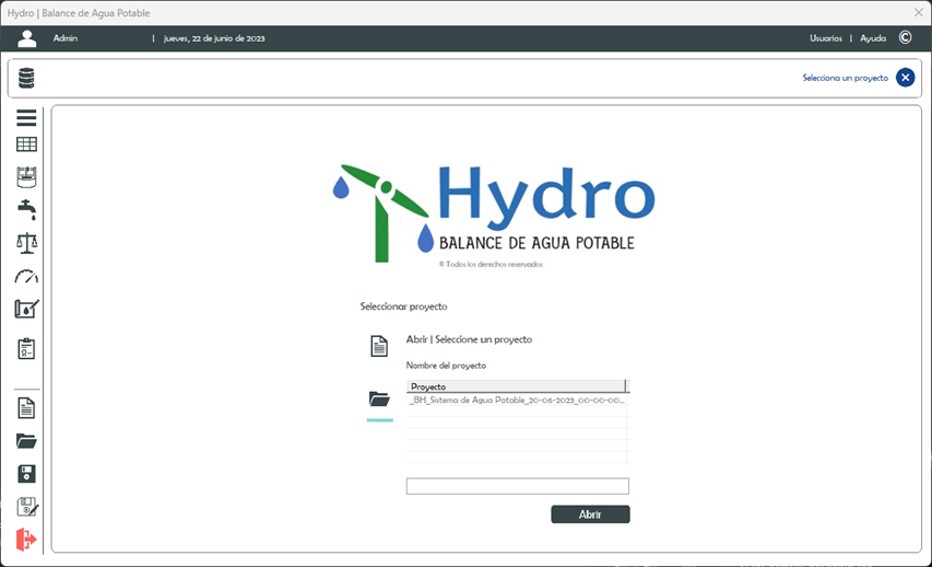 Hydro | Balance de Agua Potable
Admin | jueves, 22 de junio de 2023 Usuarios | Ayuda ©
Selecciona un proyecto
Hydro
BALANCE DE AGUA POTABLE
© Todos los derechos reservados
Seleccionar proyecto
Abrir | Seleccione un proyecto
Nombre del proyecto
Proyecto
_BH_Sistema de Agua Potable_20-06-2023_00-00-00...
Abrir